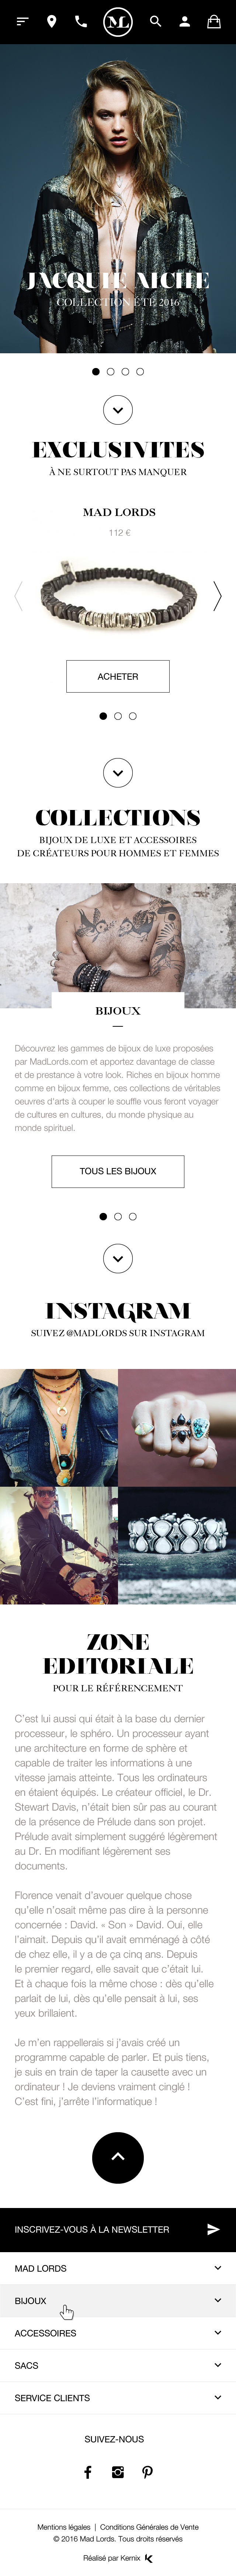 ML
JACQUIE AICHE
COLLECTION ÉTÉ 2016
EXCLUSIVITES
À NE SURTOUT PAS MANQUER
MAD LORDS
112 €
ACHETER
COLLECTIONS
BIJOUX DE LUXE ET ACCESSOIRES
DE CRÉATEURS POUR HOMMES ET FEMMES
BIJOUX
Découvrez les gammes de bijoux de luxe proposées
par MadLords.com et apportez davantage de classe
et de prestance à votre look. Riches en bijoux homme
comme en bijoux femme, ces collections de véritables
oeuvres d'arts à couper le souffle vous feront voyager
de cultures en cultures, du monde physique au
monde spirituel.
TOUS LES BIJOUX
INSTAGRAM
SUIVEZ @MADLORDS SUR INSTAGRAM
ZONE
EDITORIALE
POUR LE RÉFÉRENCEMENT
C'est lui aussi qui était à la base du dernier
processeur, le sphéro. Un processeur ayant
une architecture en forme de sphère et
capable de traiter les informations à une
vitesse jamais atteinte. Tous les ordinateurs
en étaient équipés. Le créateur officiel, le Dr.
Stewart Davis, n'était bien sûr pas au courant
de la présence de Prélude dans son projet.
Prélude avait simplement suggéré légèrement
au Dr. En modifiant légèrement ses
documents.
Florence venait d'avouer quelque chose
qu'elle n'osait même pas dire à la personne
concernée : David. « Son » David. Oui, elle
l'aimait. Depuis qu'il avait emménagé à côté
de chez elle, il y a de ça cinq ans. Depuis
le premier regard, elle savait que c'était lui.
Et à chaque fois la même chose : dès qu'elle
parlait de lui, dès qu'elle pensait à lui, ses
yeux brillaient.
Je m'en rappellerais si j'avais créé un
programme capable de parler. Et puis tiens,
je suis en train de taper la causette avec un
ordinateur ! Je deviens vraiment cinglé !
C'est fini, j'arrête l'informatique !
INSCRIVEZ-VOUS À LA NEWSLETTER
MAD LORDS
BIJOUX
ACCESSOIRES
SACS
SERVICE CLIENTS
SUIVEZ-NOUS
Mentions légales | Conditions Générales de Vente
© 2016 Mad Lords. Tous droits réservés
Réalisé par Kernix